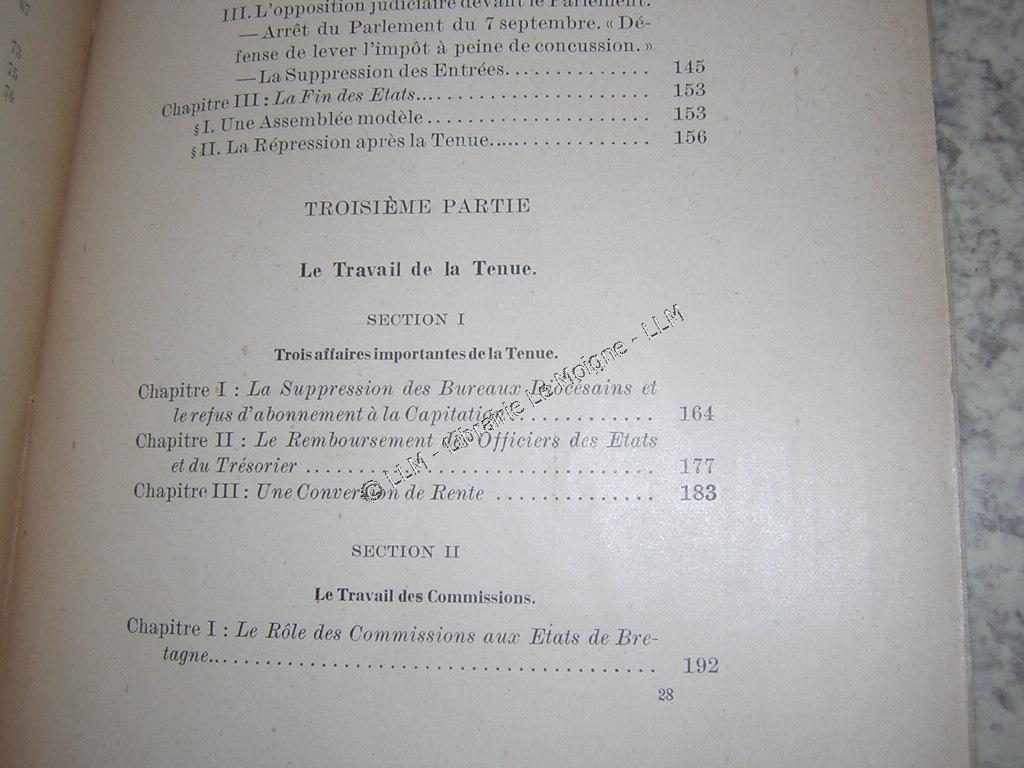 III. L'opposition judiciaire devant le Parlement.
— Arrêt du Parlement du 7 septembre. « Dé-
fense de lever l'impôt à peine de concussion. »
— La Suppression des Entrées.............. 145
Chapitre III : La Fin des Etats........................ 153
§ I. Une Assemblée modèle........................ 153
§ II. La Répression après la Tenue................. 156
TROISIÈME PARTIE
Le Travail de la Tenue.
SECTION I
Trois affaires importantes de la Tenue.
Chapitre I : La Suppression des Bureaux Diocésains et
le refus d'abonnement à la Capitation............ 164
Chapitre II : Le Remboursement des Officiers des Etats
et du Trésorier.............................. 177
Chapitre III : Une Conversion de Rente.............. 183
SECTION II
Le Travail des Commissions.
Chapitre I : Le Rôle des Commissions aux Etats de Bre-
tagne....................................... 192
28
© LLM - Librairie Le Moigne - LLM
73
75
76